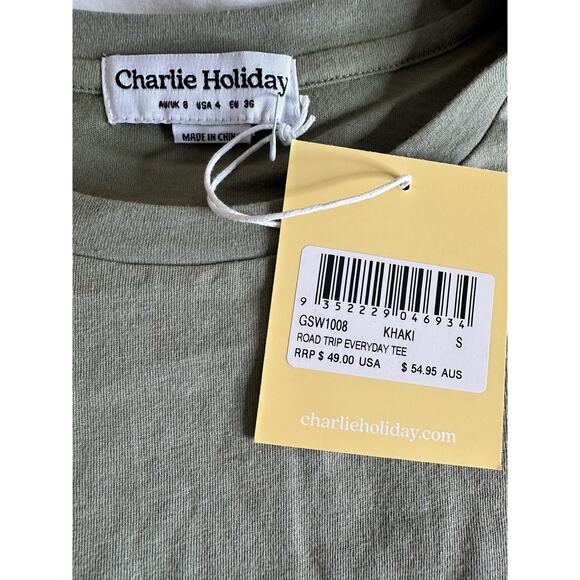 Charlie Holiday
AU/UK 8 USA 4 EU 36
MADE IN CHINA
9 352229 046934
GSW1008 KHAKI S
ROAD TRIP EVERYDAY TEE
RRP $ 49.00 USA $ 54.95 AUS
charlieholiday.com